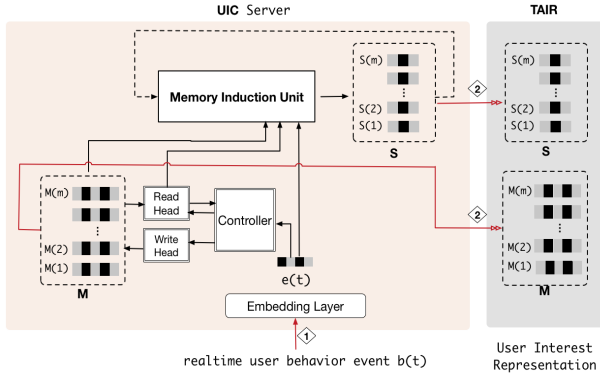 UIC Server
TAIR
S(m)
S(2)
S(1)
S
Memory Induction Unit
2
S(m)
S(2)
S(1)
S
M(m)
M(2)
M(1)
M
Read
Head
Write
Head
Controller
e(t)
2
M(m)
M(2)
M(1)
M
Embedding Layer
1
realtime user behavior event b(t)
User Interest
Representation